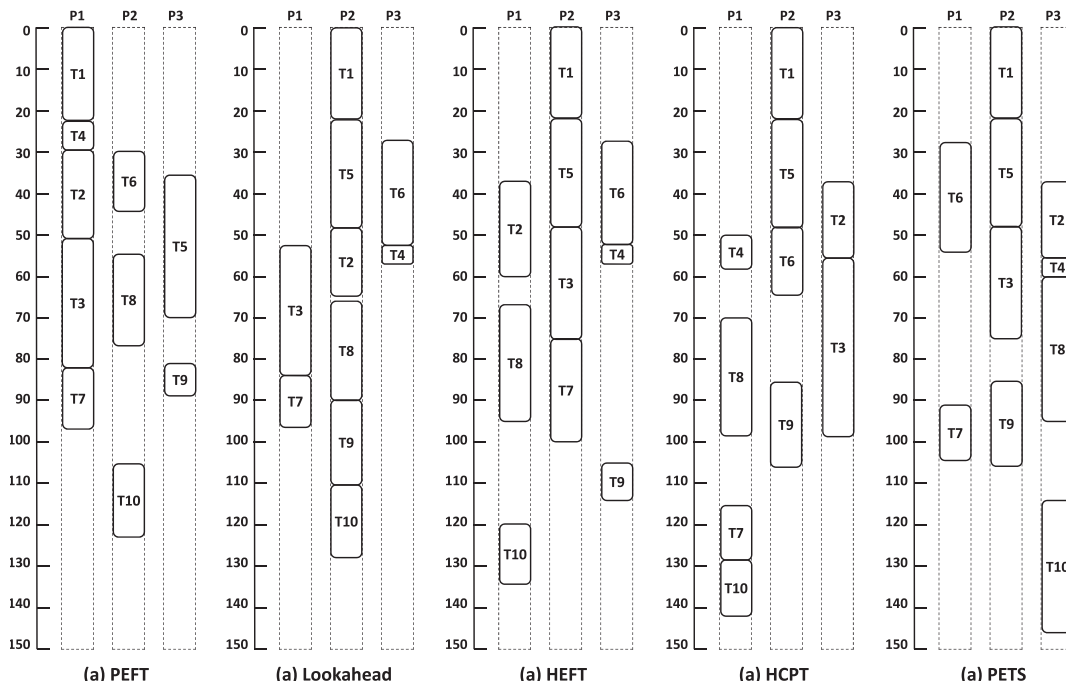 P1 P2 P3
0
10
20
30
40
50
60
70
80
90
100
110
120
130
140
150
T1
T4
T2
T3
T7
T6
T8
T10
T5
T9
(a) PEFT
P1 P2 P3
0
10
20
30
40
50
60
70
80
90
100
110
120
130
140
150
T3
T7
T1
T5
T2
T8
T9
T10
T6
T4
(a) Lookahead
P1 P2 P3
0
10
20
30
40
50
60
70
80
90
100
110
120
130
140
150
T2
T8
T10
T1
T5
T3
T7
T6
T4
T9
(a) HEFT
P1 P2 P3
0
10
20
30
40
50
60
70
80
90
100
110
120
130
140
150
T4
T8
T7
T10
T1
T5
T6
T9
T2
T3
(a) HCPT
P1 P2 P3
0
10
20
30
40
50
60
70
80
90
100
110
120
130
140
150
T6
T7
T1
T5
T3
T9
T2
T4
T8
T10
(a) PETS